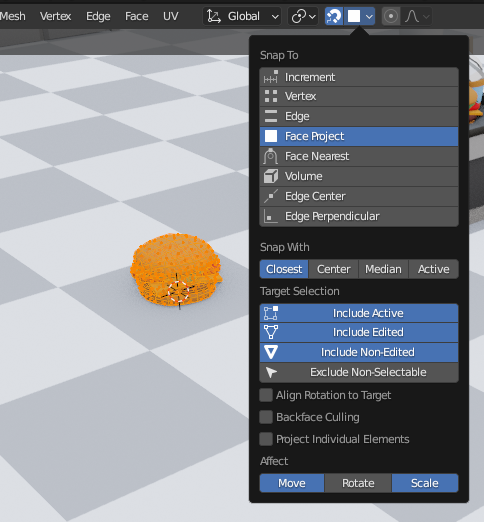 Mesh Vertex Edge Face UV Global
Snap To
Increment
Vertex
Edge
Face Project
Face Nearest
Volume
Edge Center
Edge Perpendicular
Snap With
Closest Center Median Active
Target Selection
Include Active
Include Edited
Include Non-Edited
Exclude Non-Selectable
Align Rotation to Target
Backface Culling
Project Individual Elements
Affect
Move Rotate Scale